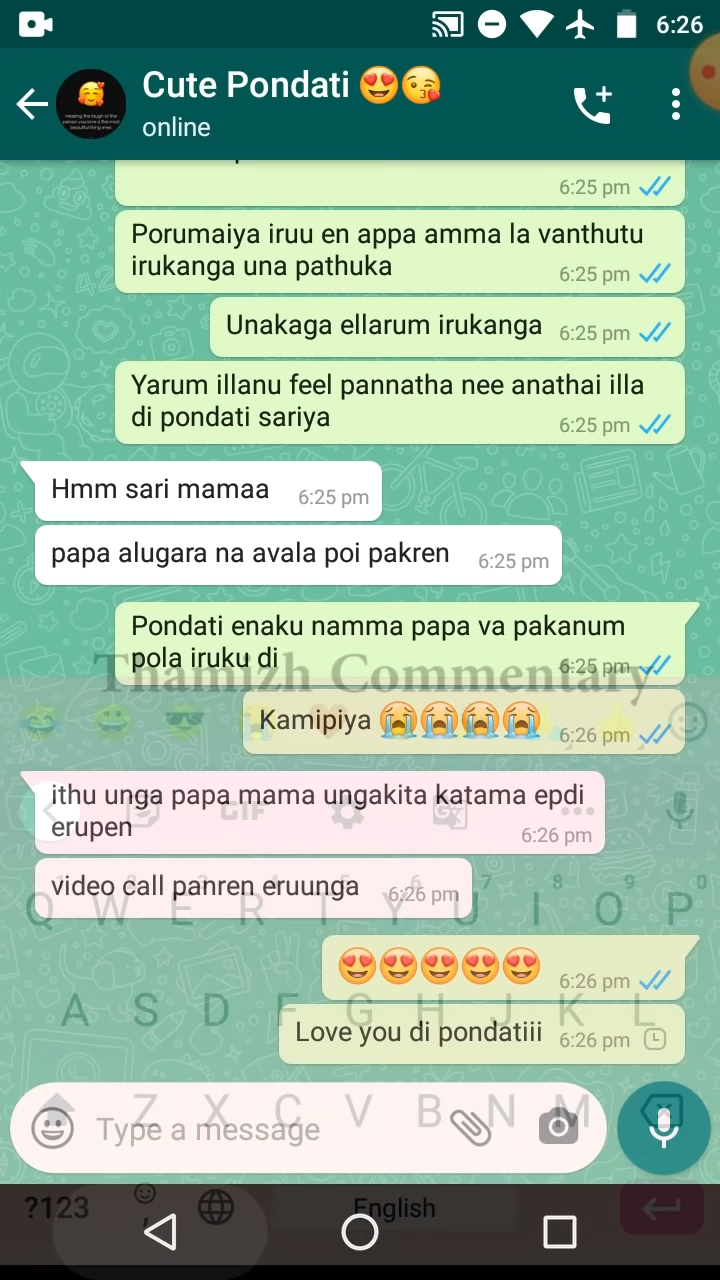 6:26
Cute Pondati 😍😘
online
6:25 pm
Porumaiya iruu en appa amma la vanthutu
irukanga una pathuka 6:25 pm
Unakaga ellarum irukanga 6:25 pm
Yarum illanu feel pannatha nee anathai illa
di pondati sariya 6:25 pm
Hmm sari mamaa 6:25 pm
papa alugara na avala poi pakren 6:25 pm
Pondati enaku namma papa va pakanum
pola iruku di 6:25 pm
Thamizh Commentary
Kamipiya 😭😭😭😭 6:26 pm
ithu unga papa mama ungakita katama epdi
erupen 6:26 pm
GIF
video call panren eruunga 6:26 pm
Q W E R T Y U I O P
😍😍😍😍😍 6:26 pm
A S D F G H J K L
Love you di pondatiii 6:26 pm
Z X C V B N M
Type a message
?123 , English